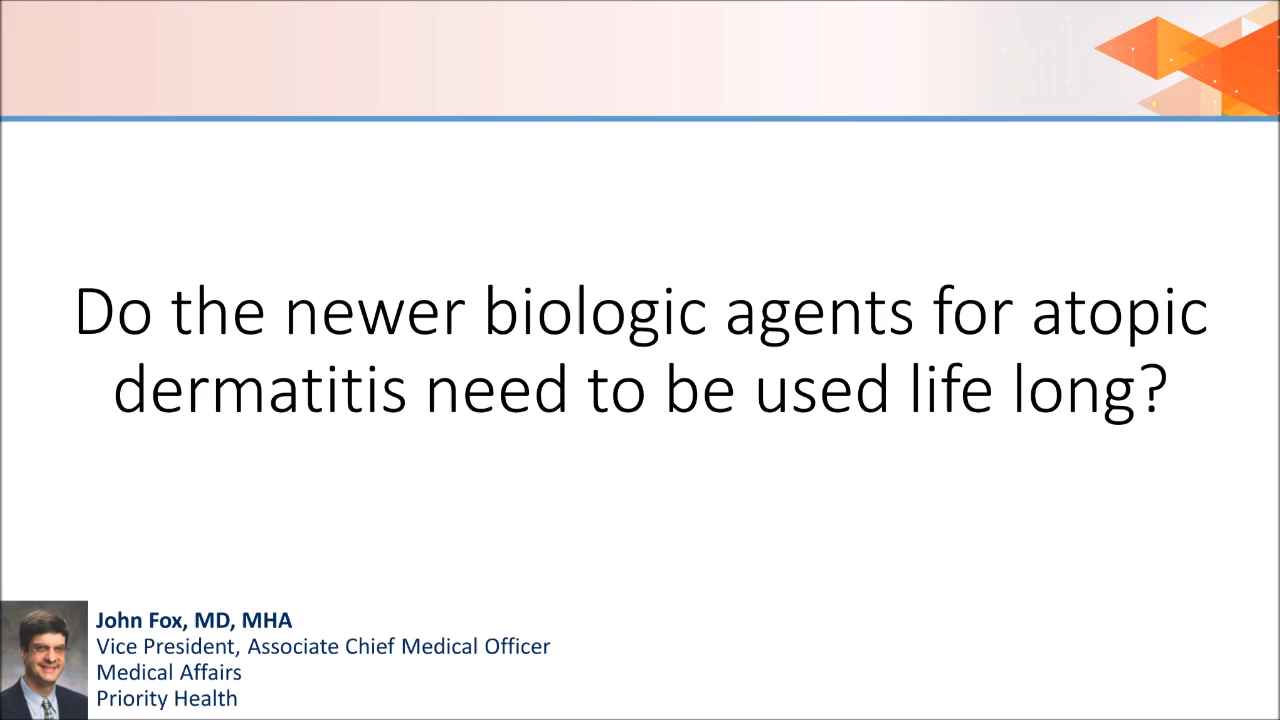 Do the newer biologic agents for atopic
dermatitis need to be used life long?
John Fox, MD, MHA
Vice President, Associate Chief Medical Officer
Medical Affairs
Priority Health